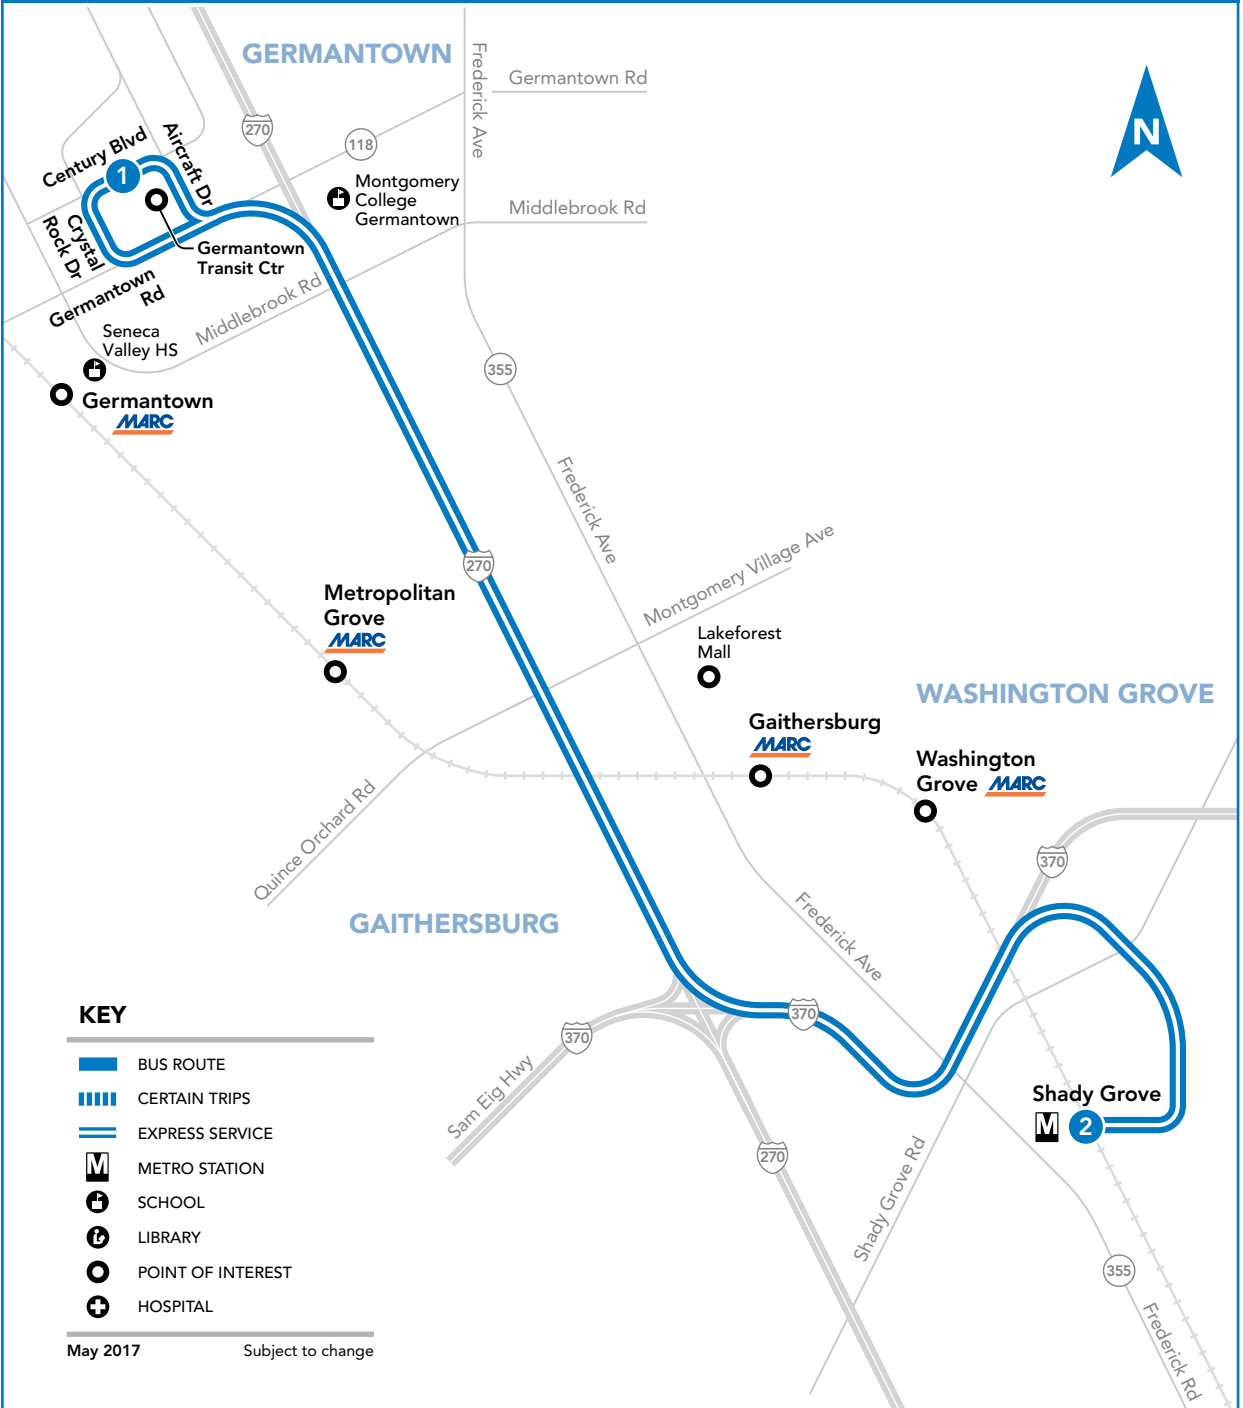 GERMANTOWN
Frederick Ave
Germantown Rd
270
118
Century Blvd
Aircraft Dr
1
Montgomery
College
Germantown
Middlebrook Rd
Crystal
Rock Dr
Germantown
Transit Ctr
Germantown
Rd
Middlebrook Rd
Seneca
Valley HS
Germantown
MARC
355
N
Frederick Ave
270
Montgomery Village Ave
Metropolitan
Grove
MARC
Lakeforest
Mall
WASHINGTON GROVE
Gaithersburg
MARC
Washington
Grove MARC
Quince Orchard Rd
370
GAITHERSBURG
Frederick Ave
370
370
Sam Eig Hwy
Shady Grove
M
2
270
Shady Grove Rd
355
Frederick Rd
KEY
BUS ROUTE
CERTAIN TRIPS
EXPRESS SERVICE
M METRO STATION
SCHOOL
LIBRARY
POINT OF INTEREST
HOSPITAL
May 2017 Subject to change